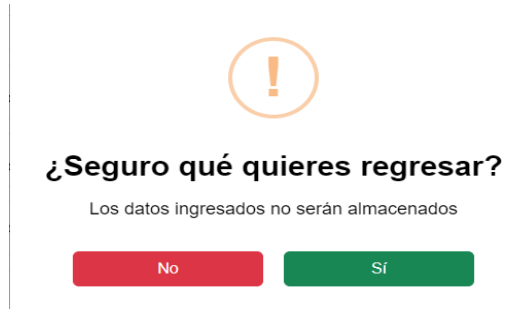 !
¿Seguro qué quieres regresar?
Los datos ingresados no serán almacenados
No
Sí